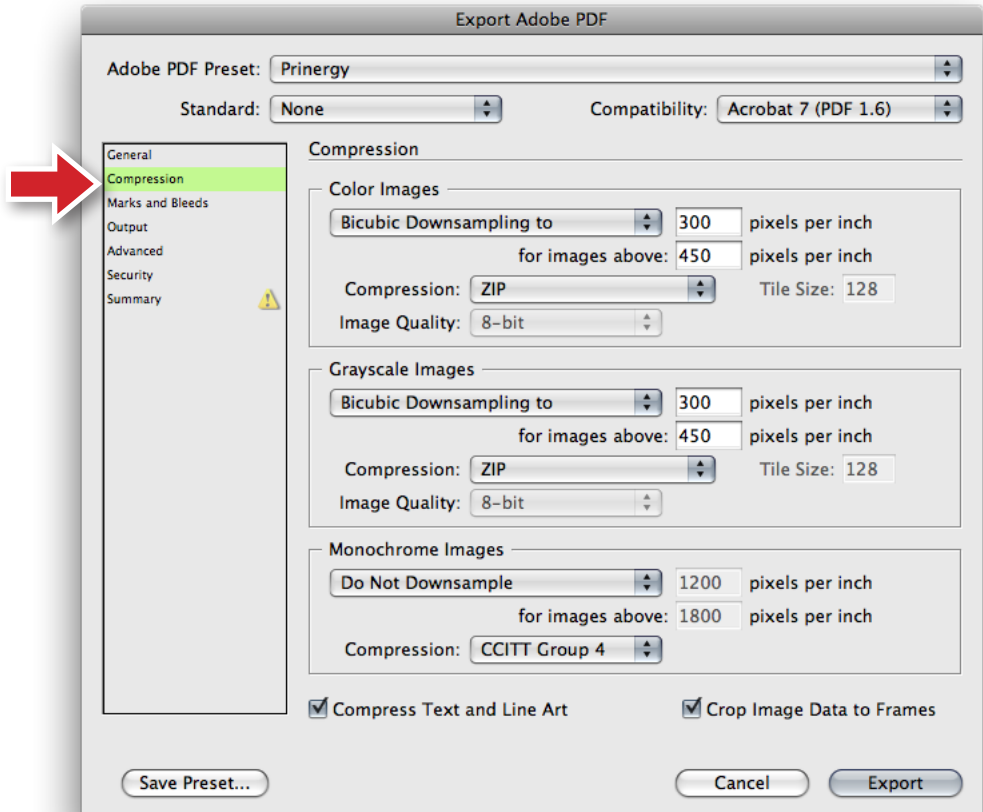 Export Adobe PDF
Adobe PDF Preset: Prinergy
Standard: None Compatibility: Acrobat 7 (PDF 1.6)
General
Compression
Marks and Bleeds
Output
Advanced
Security
Summary
Compression
Color Images
Bicubic Downsampling to 300 pixels per inch
for images above: 450 pixels per inch
Compression: ZIP Tile Size: 128
Image Quality: 8-bit
Grayscale Images
Bicubic Downsampling to 300 pixels per inch
for images above: 450 pixels per inch
Compression: ZIP Tile Size: 128
Image Quality: 8-bit
Monochrome Images
Do Not Downsample 1200 pixels per inch
for images above: 1800 pixels per inch
Compression: CCITT Group 4
Compress Text and Line Art Crop Image Data to Frames
Save Preset... Cancel Export